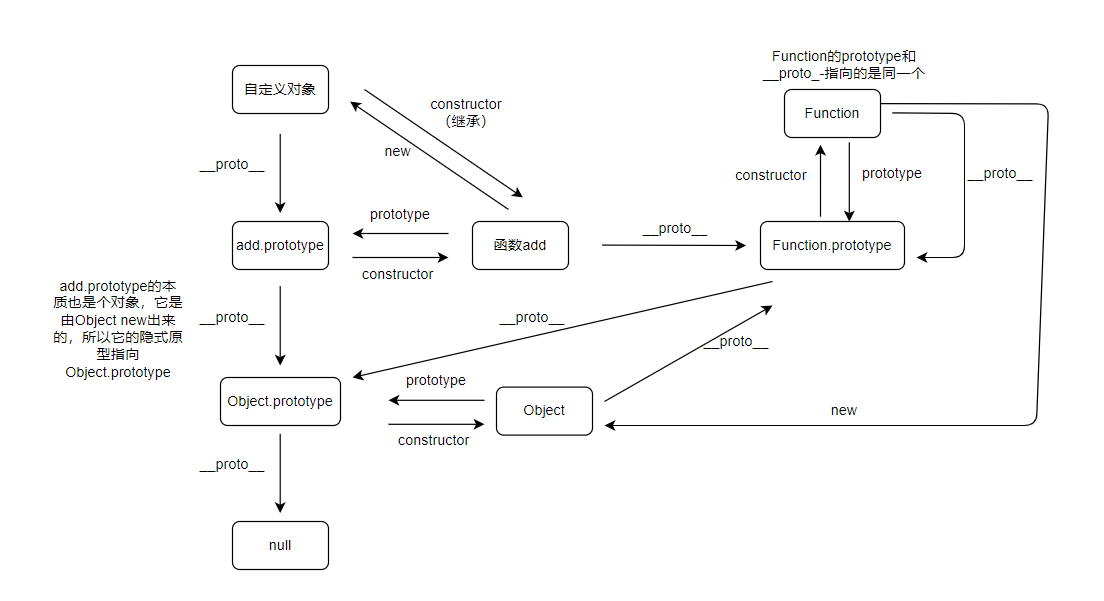 Function的prototype和
__proto_-指向的是同一个
自定义对象
Function
constructor
（继承）
new
__proto__
constructor
prototype
__proto__
prototype
add.prototype
函数add
__proto__
Function.prototype
constructor
add.prototype的本
质也是个对象，它是
由Object new出来
的，所以它的隐式原
型指向
Object.prototype
__proto__
__proto__
__proto__
prototype
Object.prototype
Object
new
constructor
__proto__
null